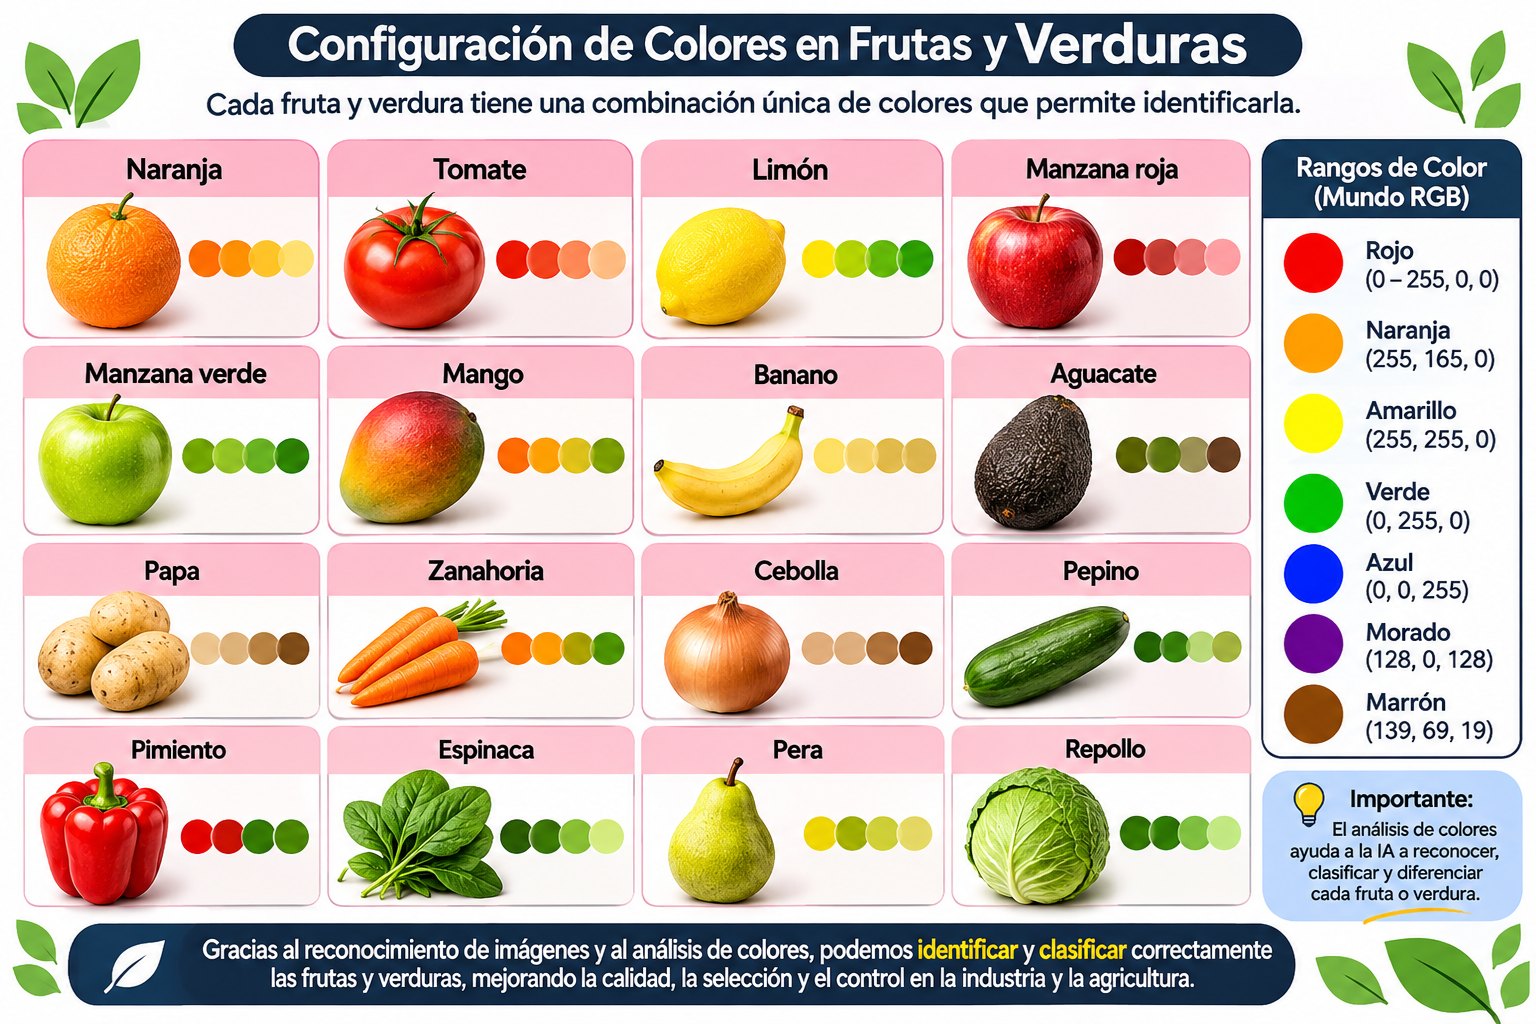 Configuración de Colores en Frutas y Verduras
Cada fruta y verdura tiene una combinación única de colores que permite identificarla.
Naranja
Tomate
Limón
Manzana roja
Manzana verde
Mango
Banano
Aguacate
Papa
Zanahoria
Cebolla
Pepino
Pimiento
Espinaca
Pera
Repollo
Rangos de Color
(Mundo RGB)
Rojo
(0 – 255, 0, 0)
Naranja
(255, 165, 0)
Amarillo
(255, 255, 0)
Verde
(0, 255, 0)
Azul
(0, 0, 255)
Morado
(128, 0, 128)
Marrón
(139, 69, 19)
Importante:
El análisis de colores
ayuda a la IA a reconocer,
clasificar y diferenciar
cada fruta o verdura.
Gracias al reconocimiento de imágenes y al análisis de colores, podemos identificar y clasificar correctamente
las frutas y verduras, mejorando la calidad, la selección y el control en la industria y la agricultura.